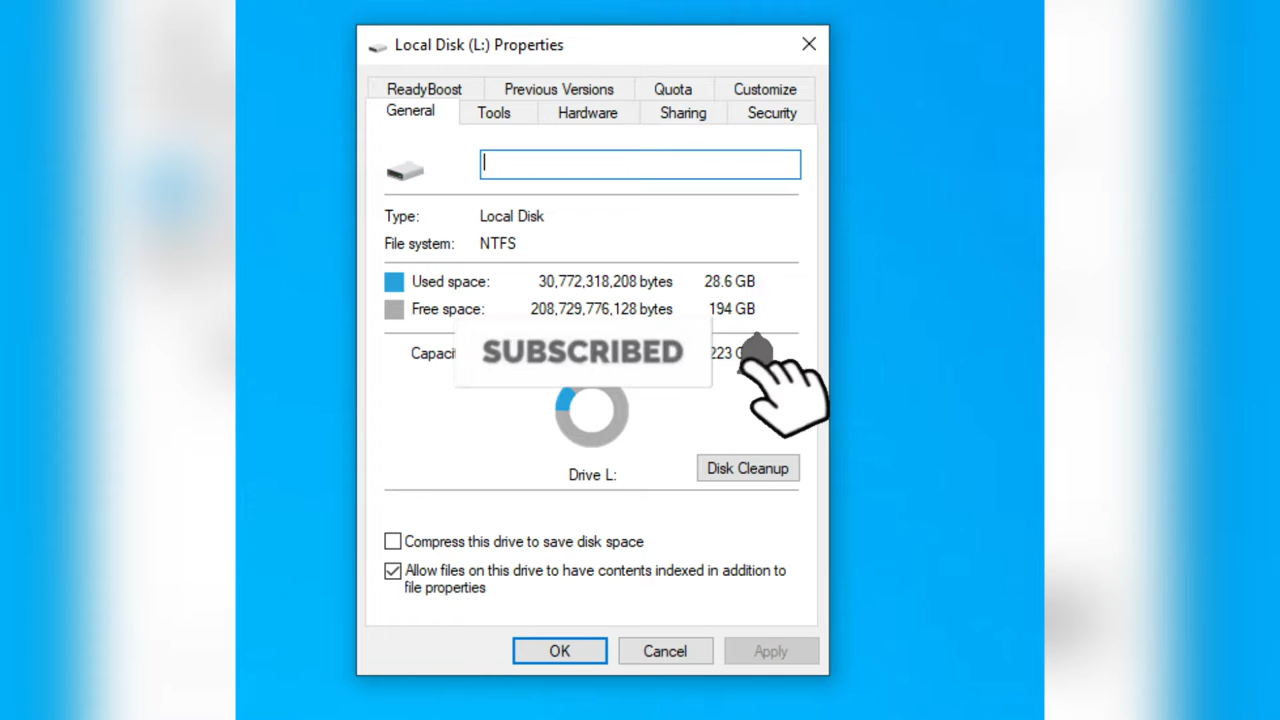 Local Disk (L:) Properties
ReadyBoost Previous Versions Quota Customize
General Tools Hardware Sharing Security
Type: Local Disk
File system: NTFS
Used space: 30,772,318,208 bytes 28.6 GB
Free space: 208,729,776,128 bytes 194 GB
SUBSCRIBED
223
Drive L:
Disk Cleanup
Compress this drive to save disk space
Allow files on this drive to have contents indexed in addition to
file properties
OK Cancel Apply